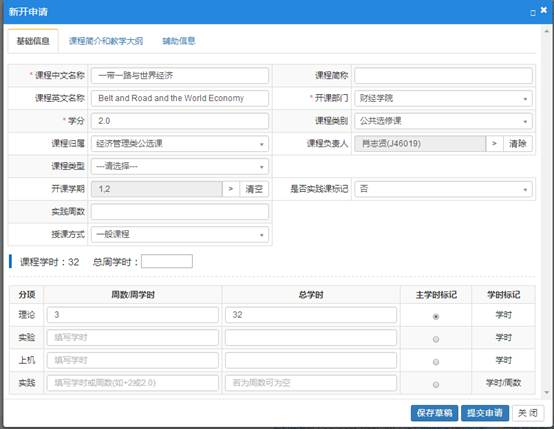 新开申请
基础信息 课程简介和教学大纲 辅助信息
* 课程中文名称 一带一路与世界经济 课程简称
课程英文名称 Belt and Road and the World Economy * 开课部门 财经学院
* 学分 2.0 课程类别 公共选修课
课程归属 经济管理类公选课 课程负责人 肖志贤(J46019) > 清除
课程类型 ---请选择---
开课学期 1,2 > 清空 是否实践课标记 否
实践周数
授课方式 一般课程
课程学时：32 总周学时：
分项 周数/周学时 总学时 主学时标记 学时标记
理论 3 32 学时
实验 填写学时 学时
上机 填写学时 学时
实践 填写学时或周数(如+2或2.0) 若为周数可为空 学时/周数
保存草稿 提交申请 关 闭